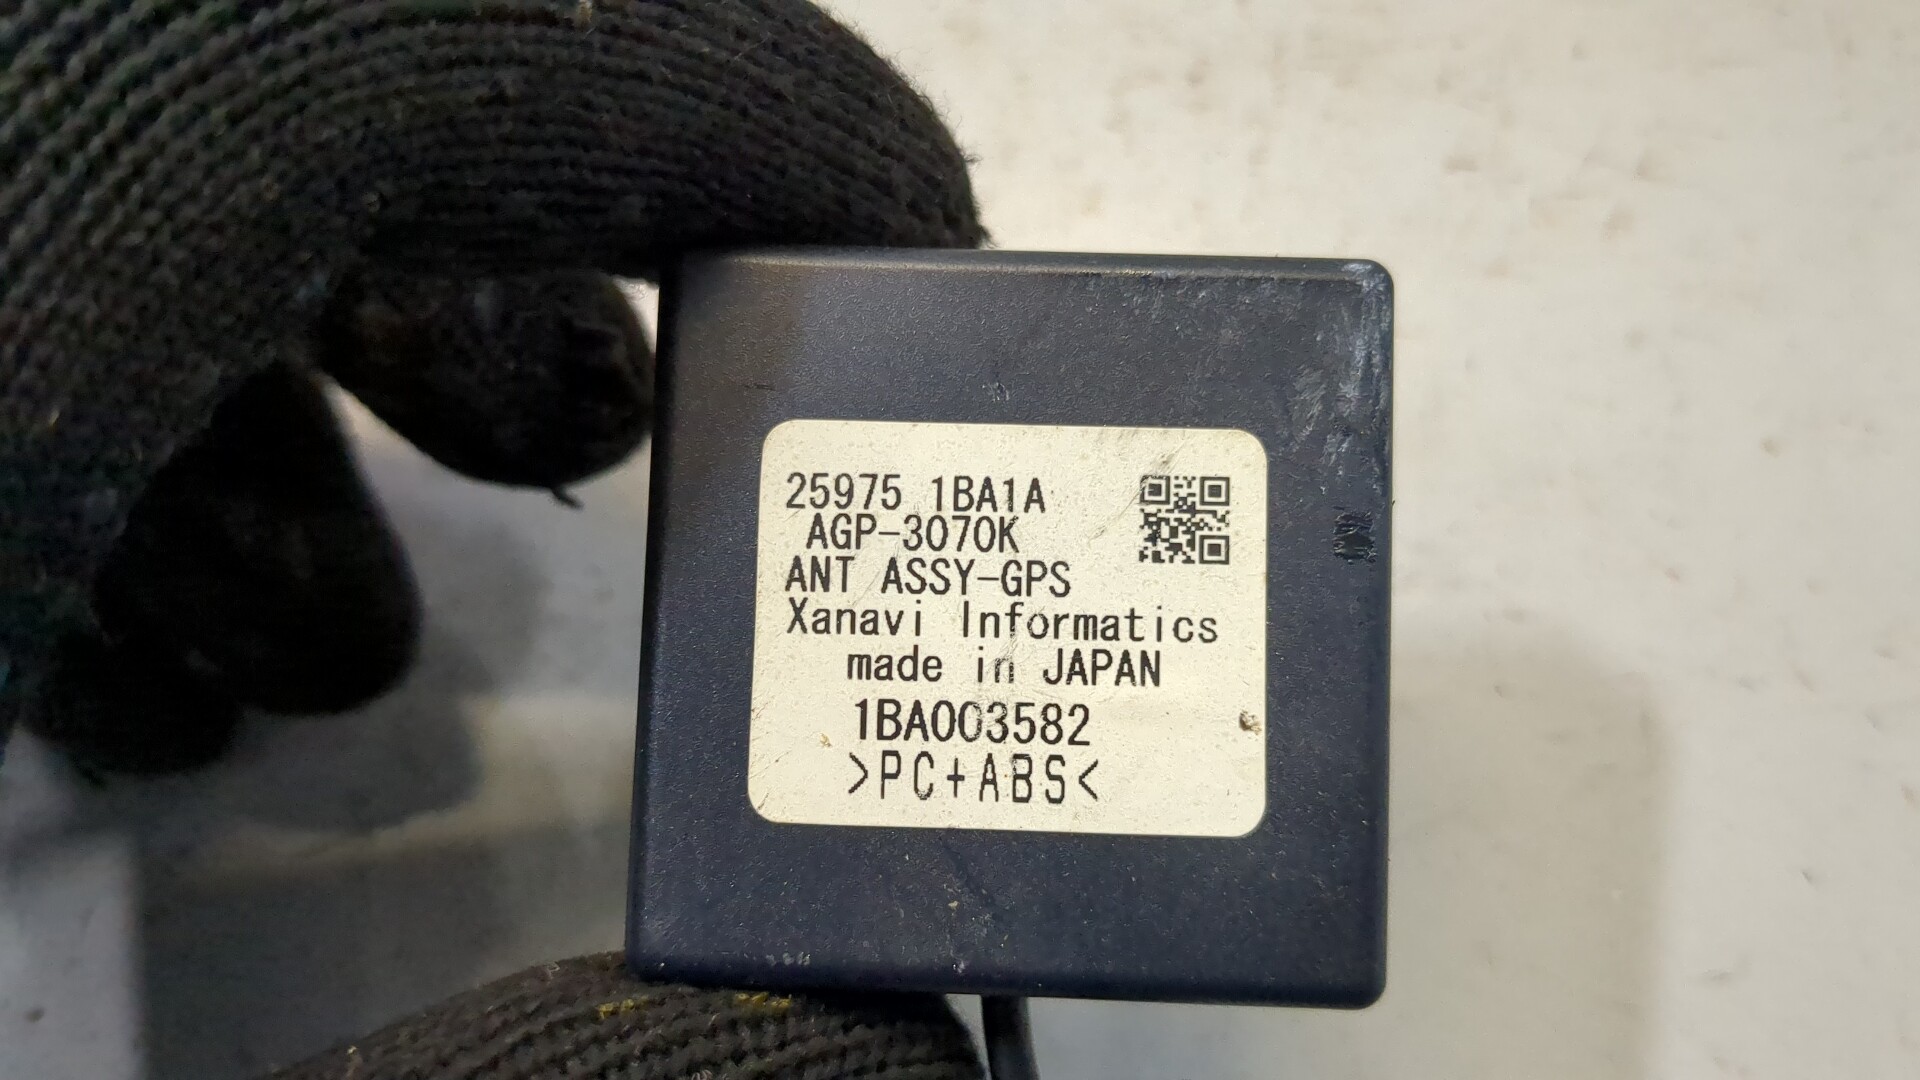 25975 1BA1A
AGP-3070K
ANT ASSY-GPS
Xanavi Informatics
made in JAPAN
1BA003582
>PC+ABS<